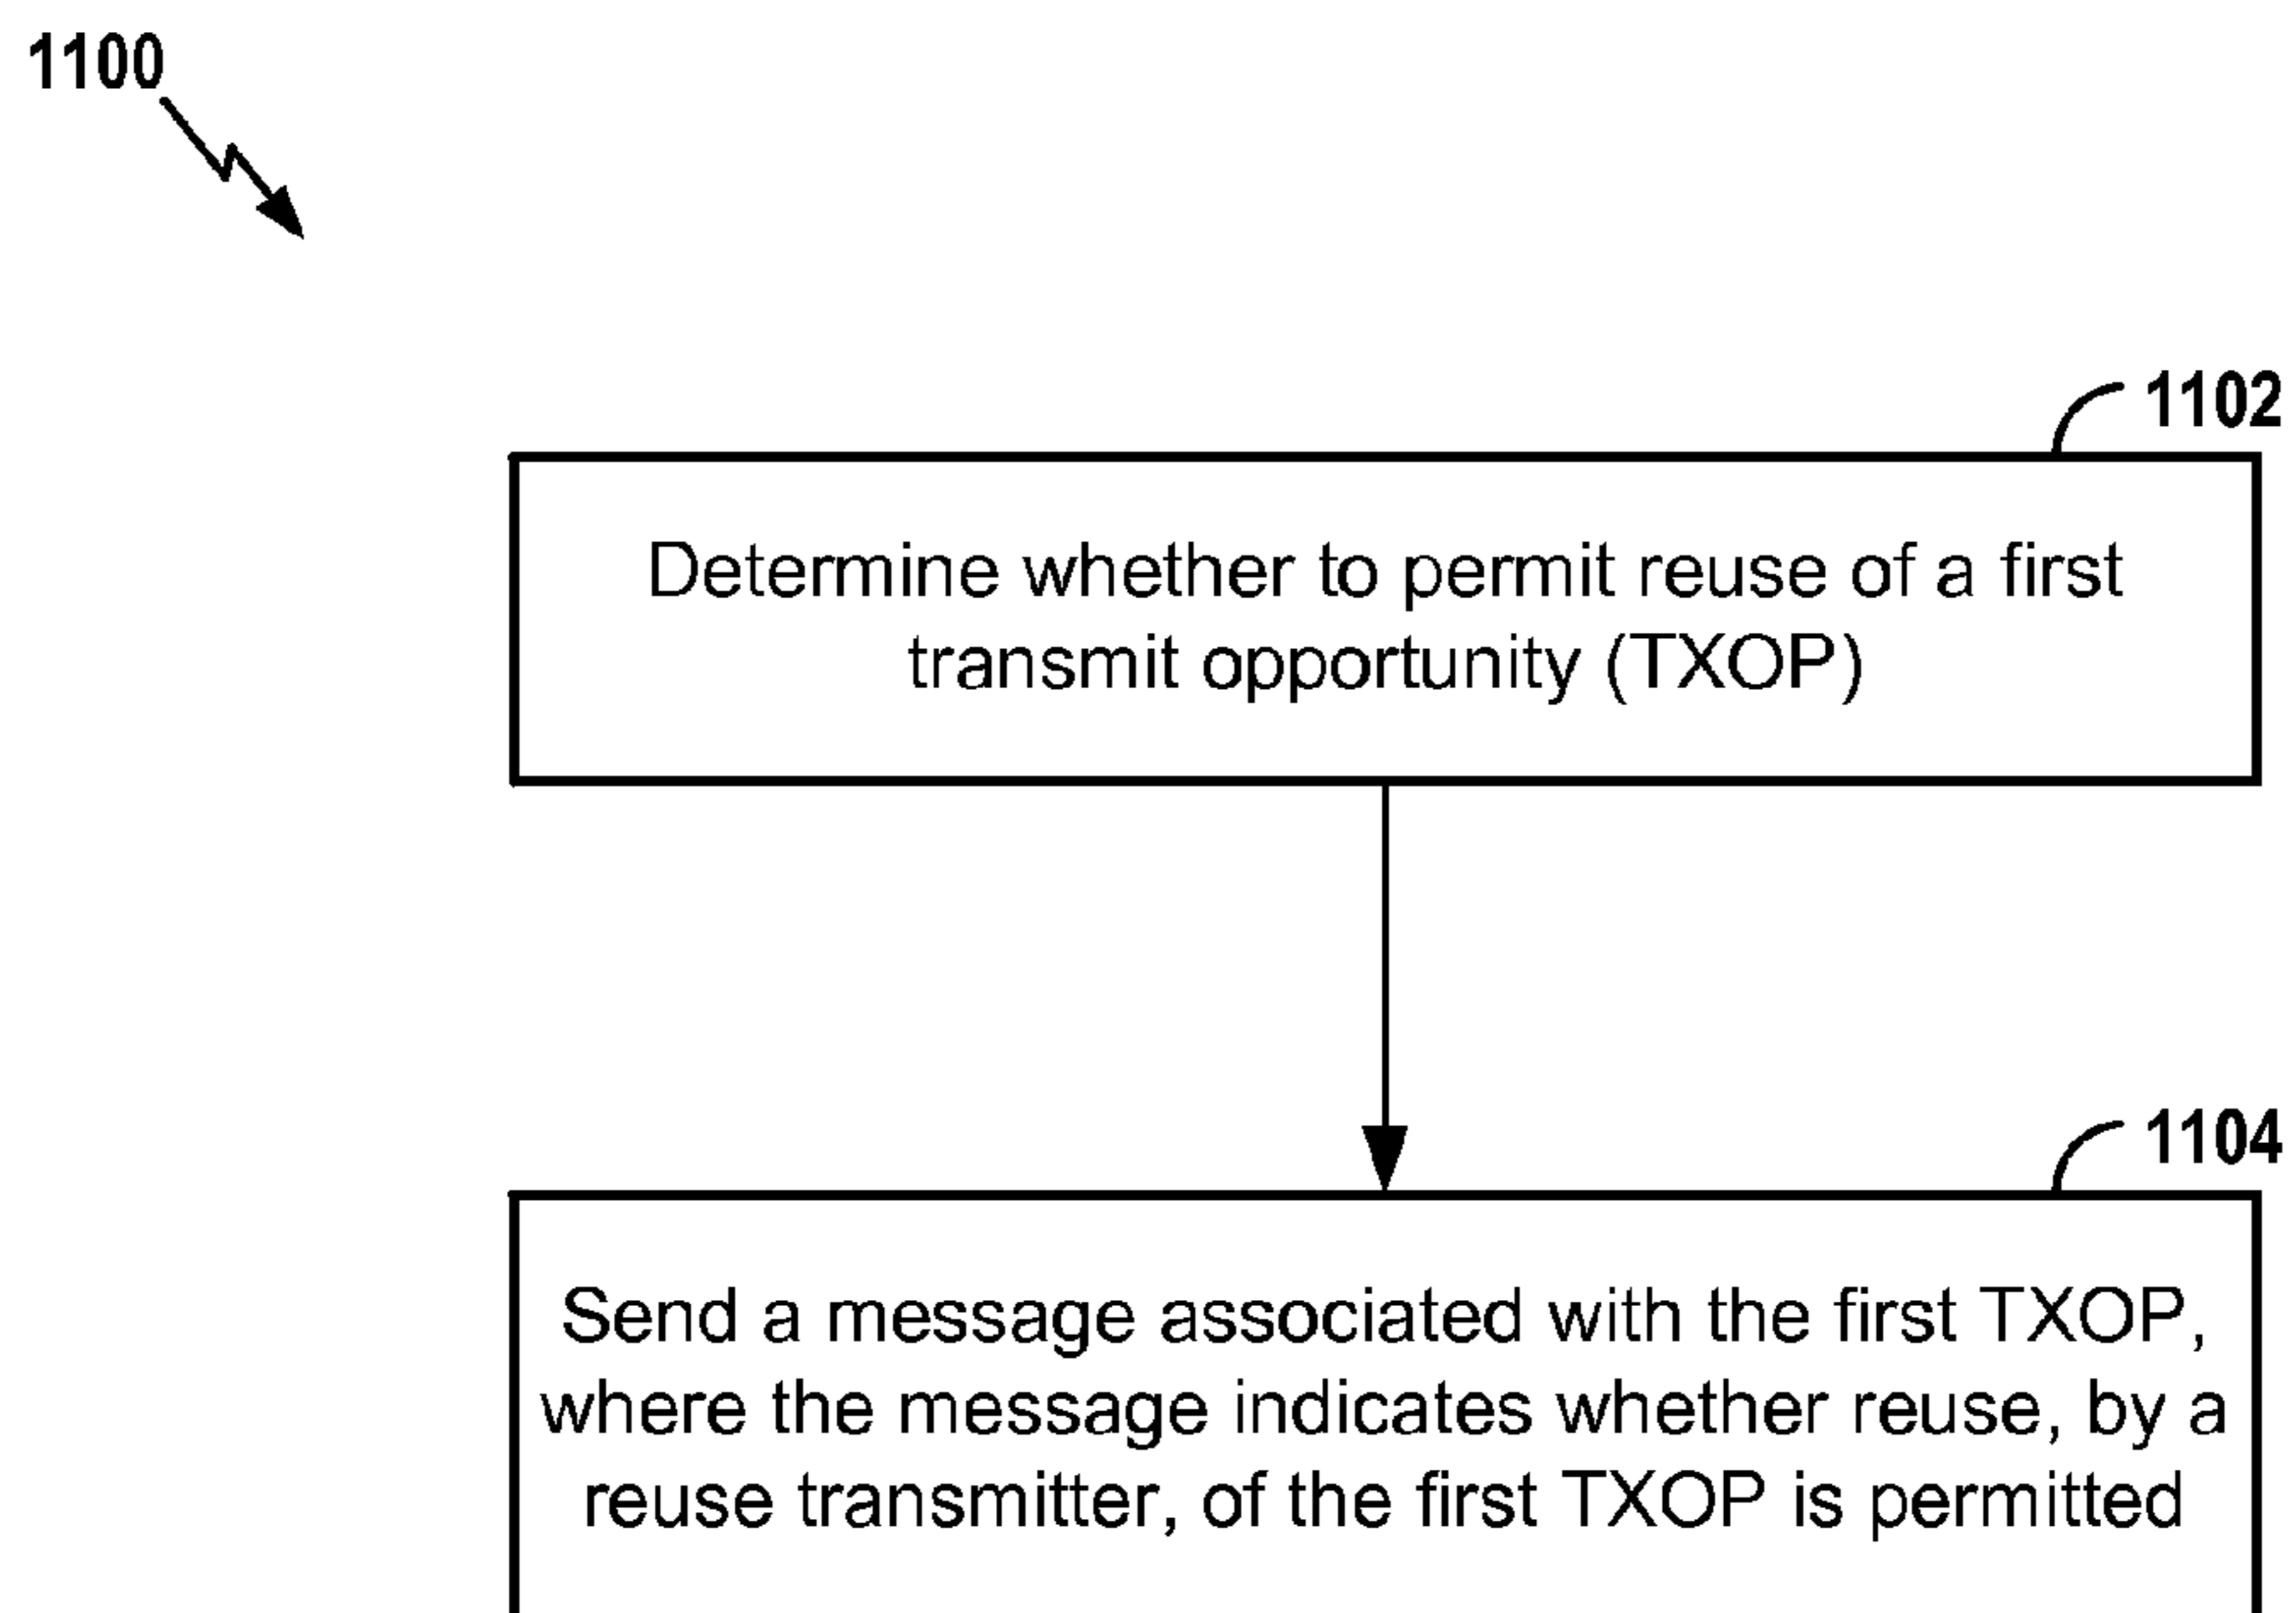 1100
1102
Determine whether to permit reuse of a first
transmit opportunity (TXOP)
1104
Send a message associated with the first TXOP,
where the message indicates whether reuse, by a
reuse transmitter, of the first TXOP is permitted